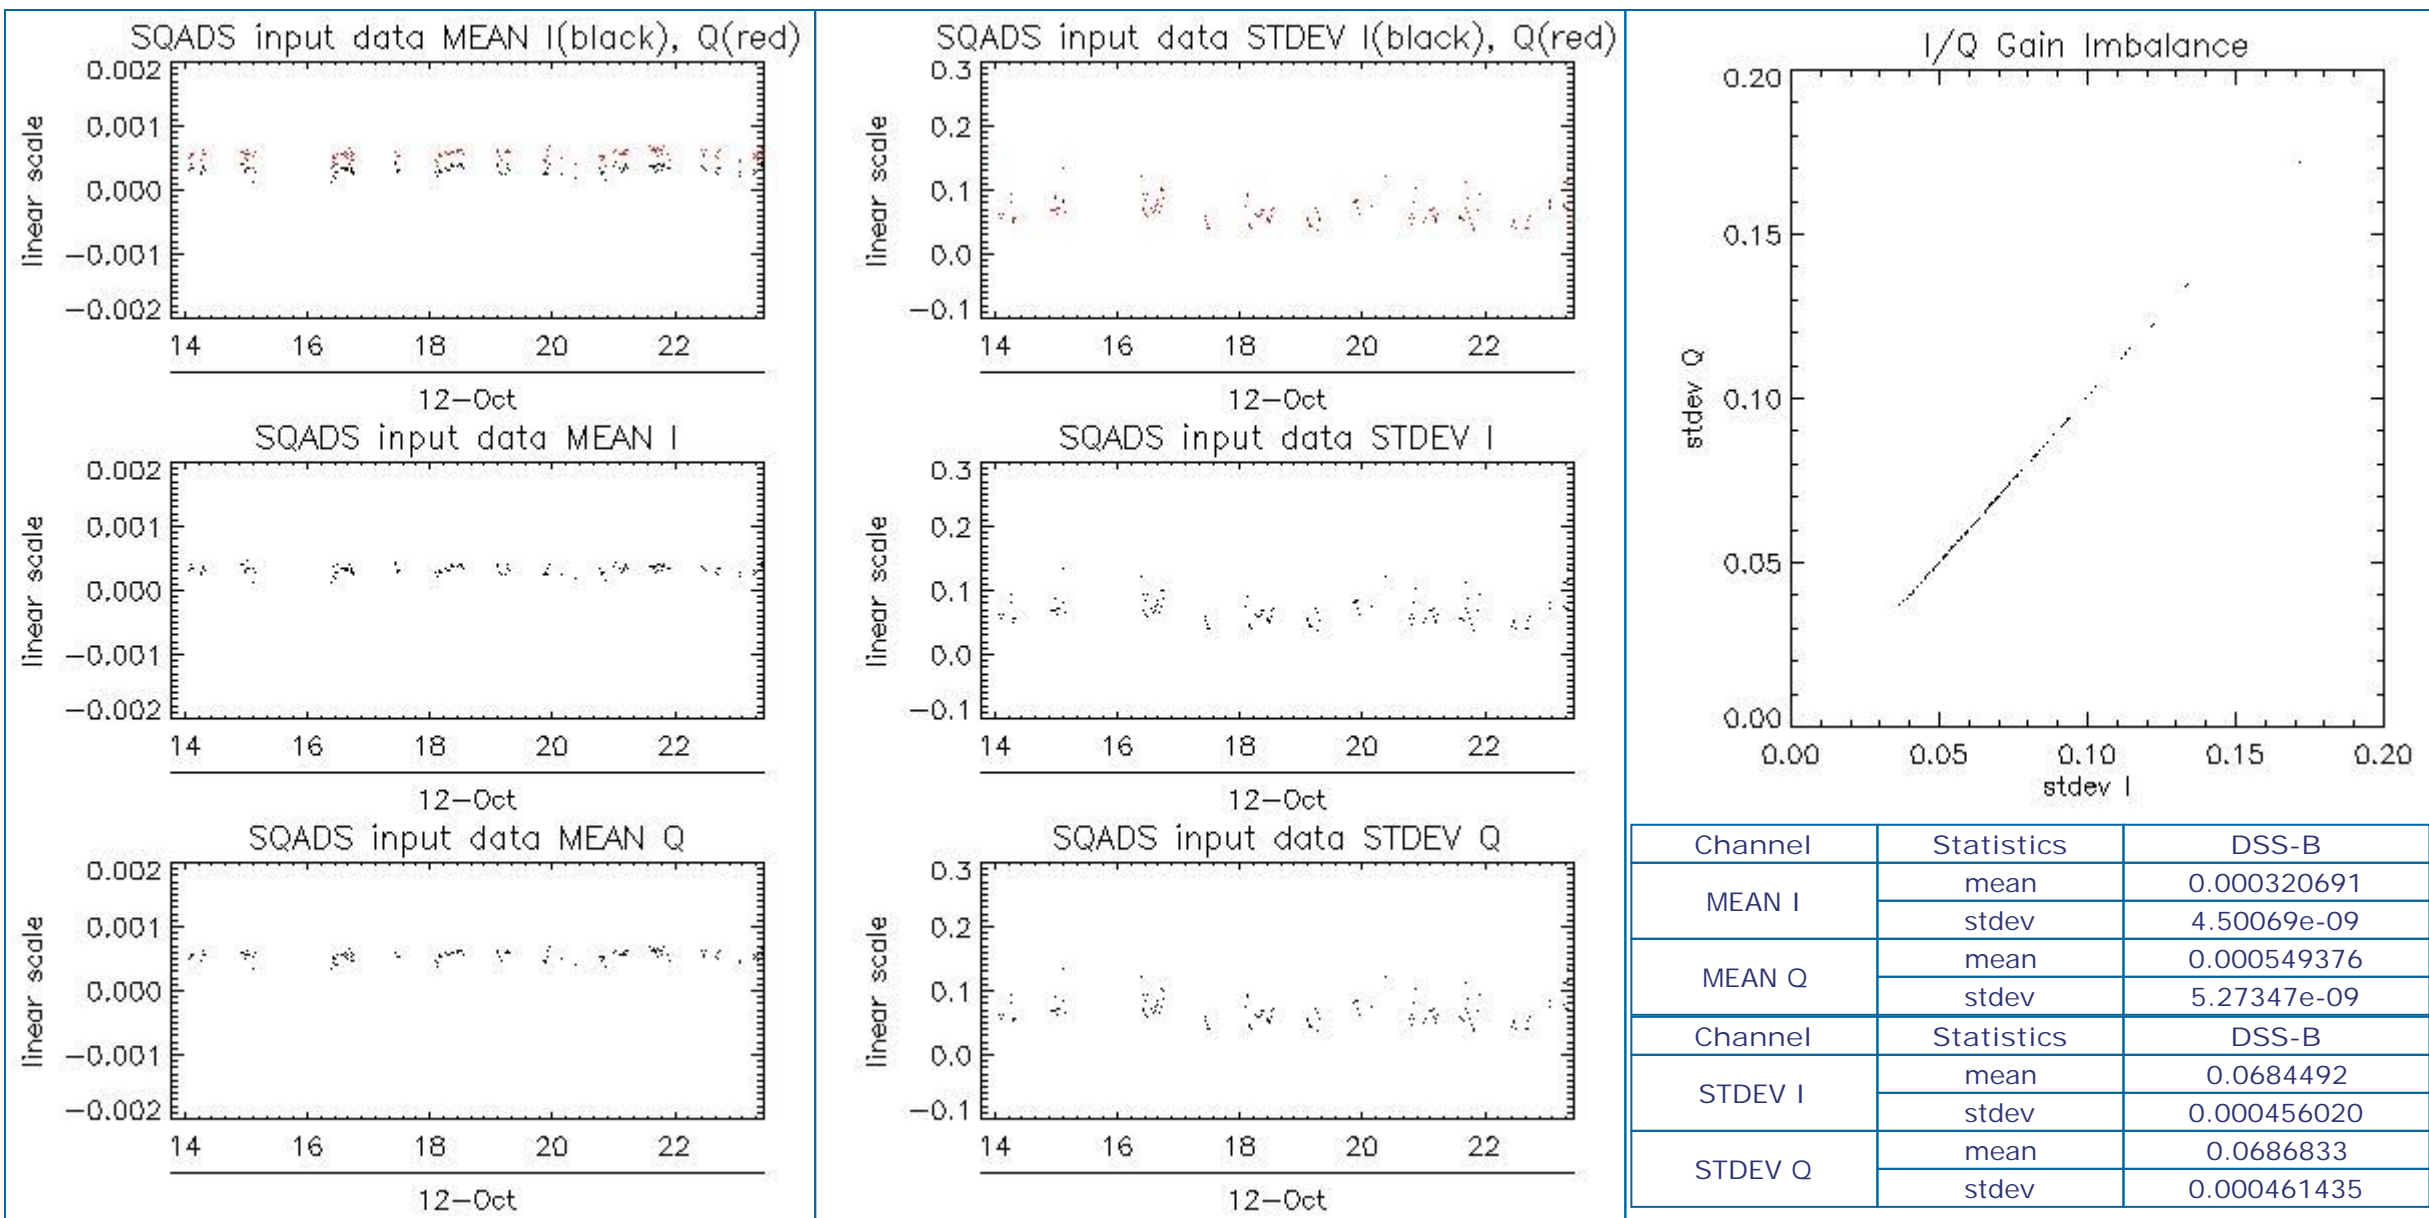 SQADS input data MEAN I(black), Q(red)
0.002
0.001
0.000
−0.001
−0.002
linear scale
14 16 18 20 22
12−Oct
SQADS input data MEAN I
0.002
0.001
0.000
−0.001
−0.002
linear scale
14 16 18 20 22
12−Oct
SQADS input data MEAN Q
0.002
0.001
0.000
−0.001
−0.002
linear scale
14 16 18 20 22
12−Oct
SQADS input data STDEV I(black), Q(red)
0.3
0.2
0.1
0.0
−0.1
linear scale
14 16 18 20 22
12−Oct
SQADS input data STDEV I
0.3
0.2
0.1
0.0
−0.1
linear scale
14 16 18 20 22
12−Oct
SQADS input data STDEV Q
0.3
0.2
0.1
0.0
−0.1
linear scale
14 16 18 20 22
12−Oct
I/Q Gain Imbalance
0.20
0.15
0.10
0.05
0.00
stdev Q
0.00 0.05 0.10 0.15 0.20
stdev I
Channel Statistics DSS-B
MEAN I
mean 0.000320691
stdev 4.50069e-09
MEAN Q
mean 0.000549376
stdev 5.27347e-09
Channel Statistics DSS-B
STDEV I
mean 0.0684492
stdev 0.000456020
STDEV Q
mean 0.0686833
stdev 0.000461435